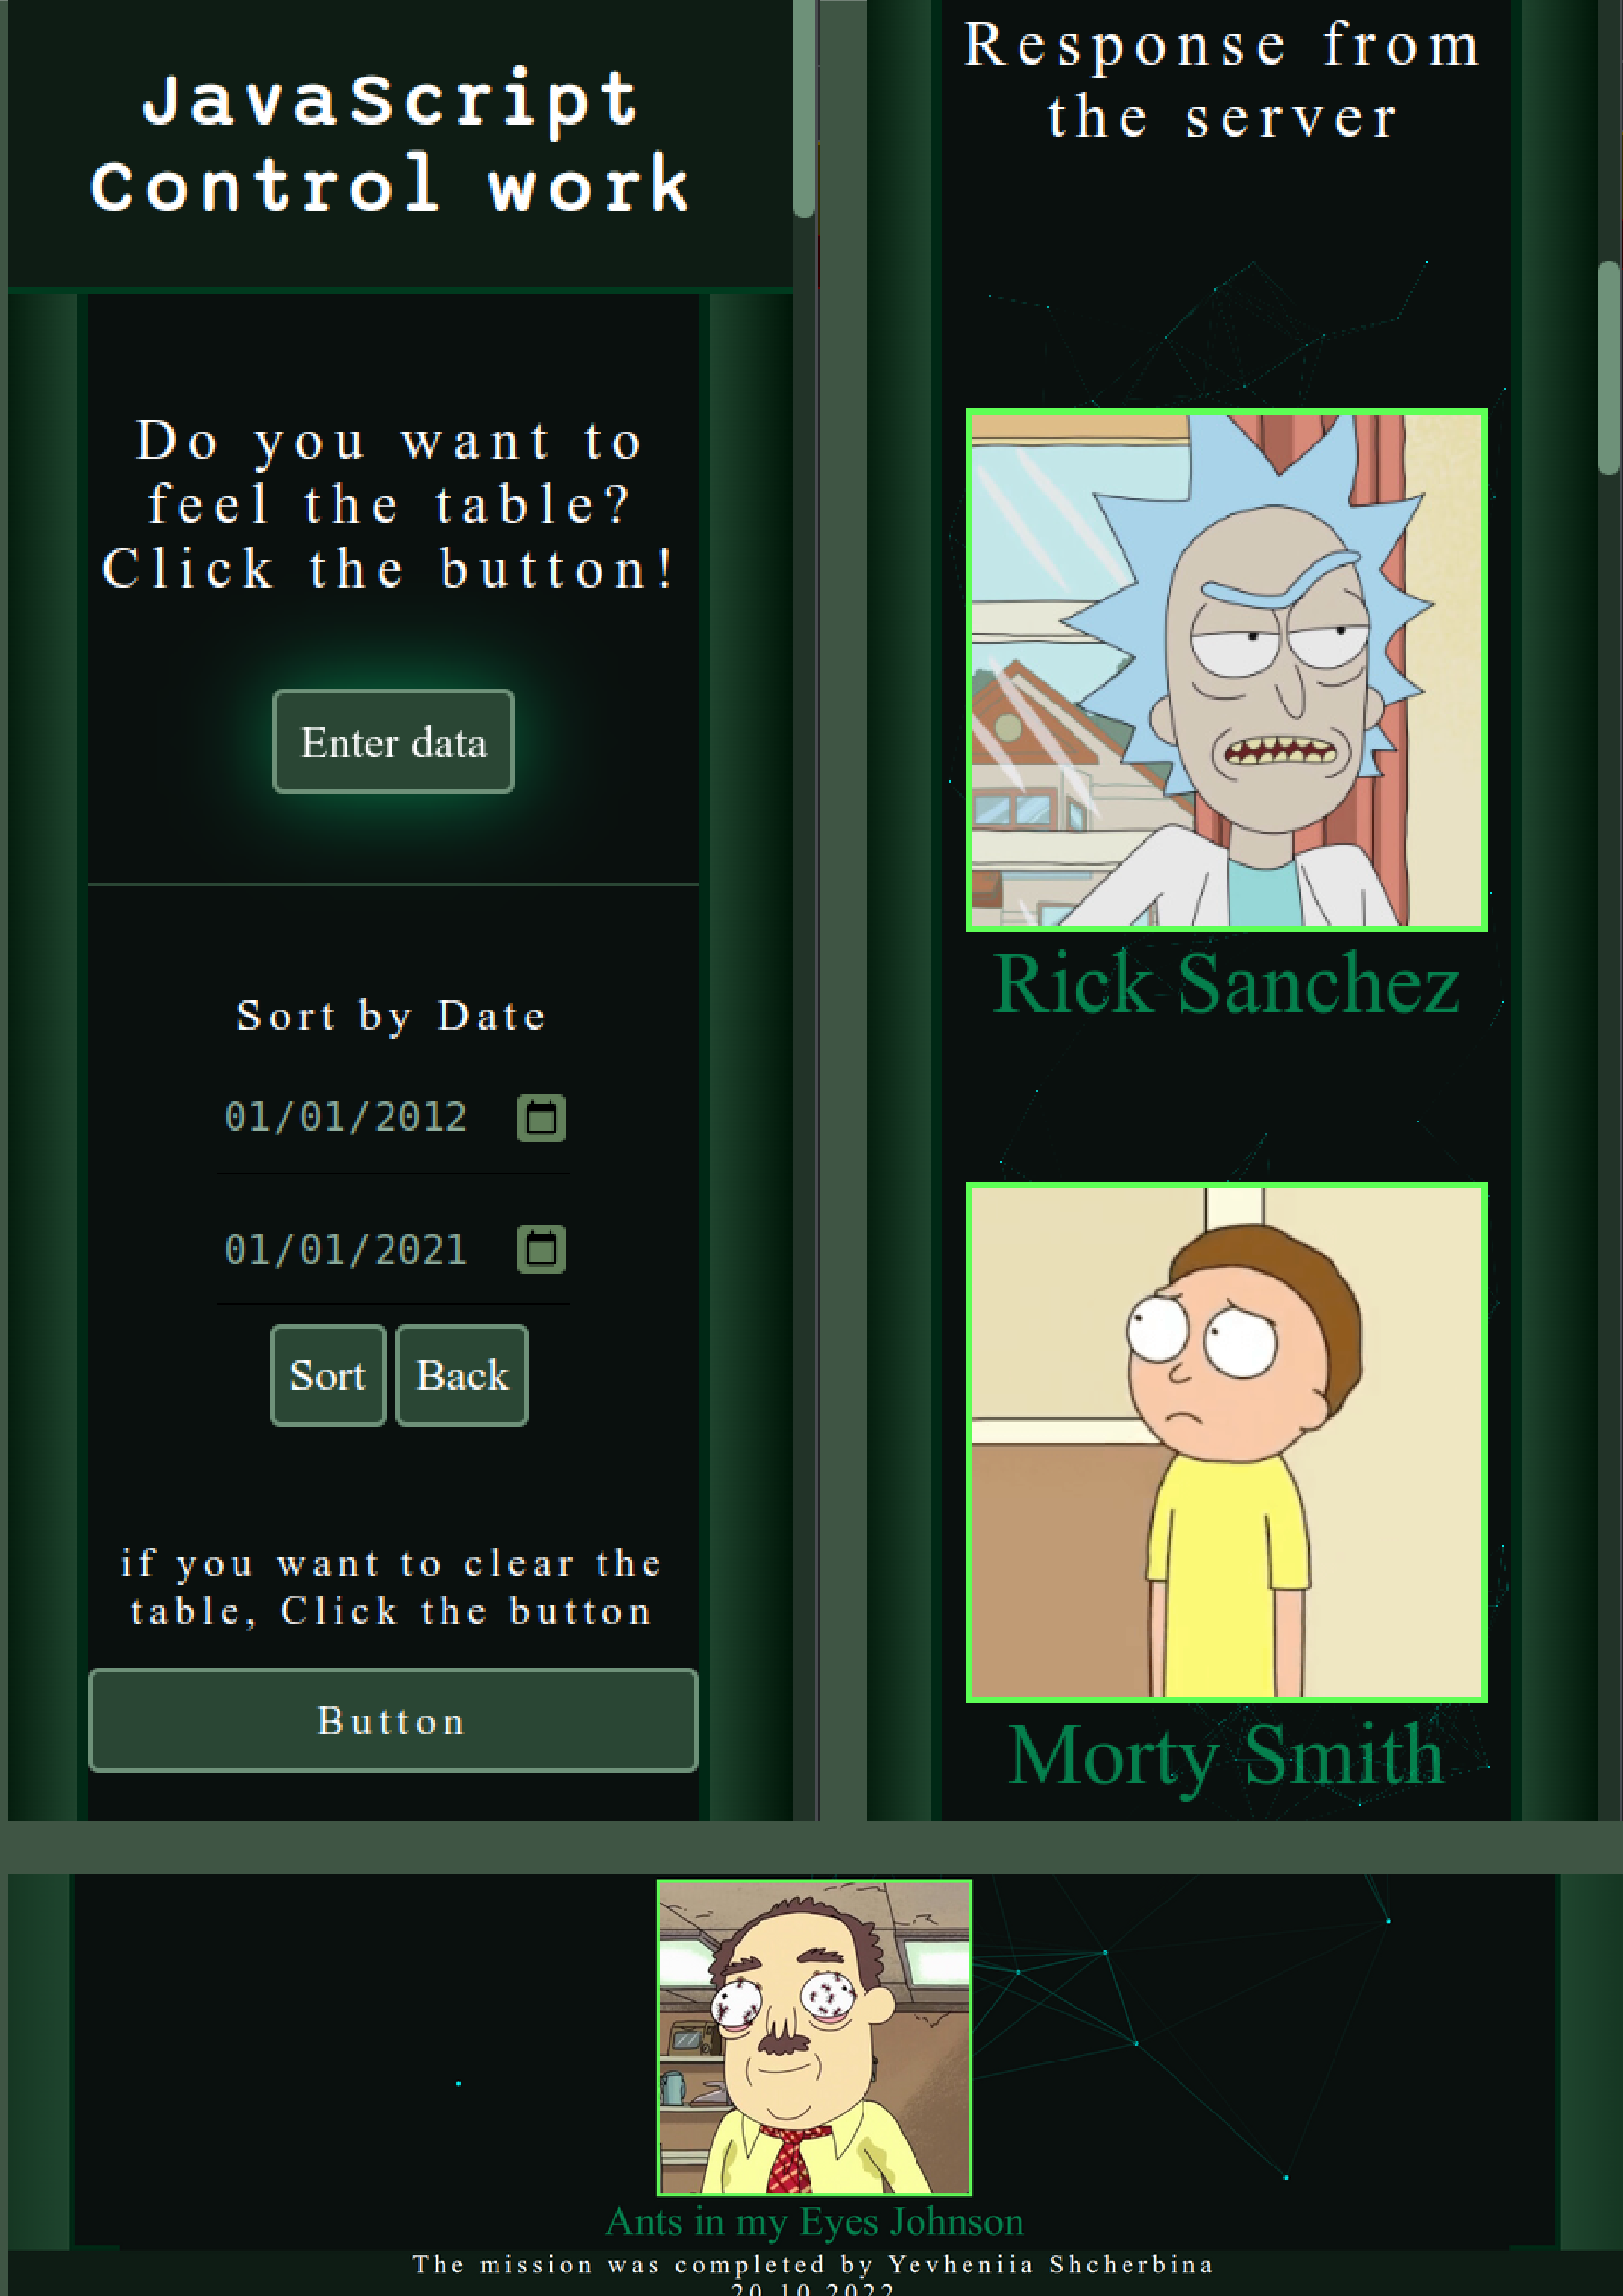 JavaScript
Control work
Do you want to
feel the table?
Click the button!
Enter data
Sort by Date
01/01/2012
01/01/2021
Sort Back
if you want to clear the
table, Click the button
Button
Response from
the server
Rick Sanchez
Morty Smith
Ants in my Eyes Johnson
The mission was completed by Yevheniia Shcherbina
20.10.2022